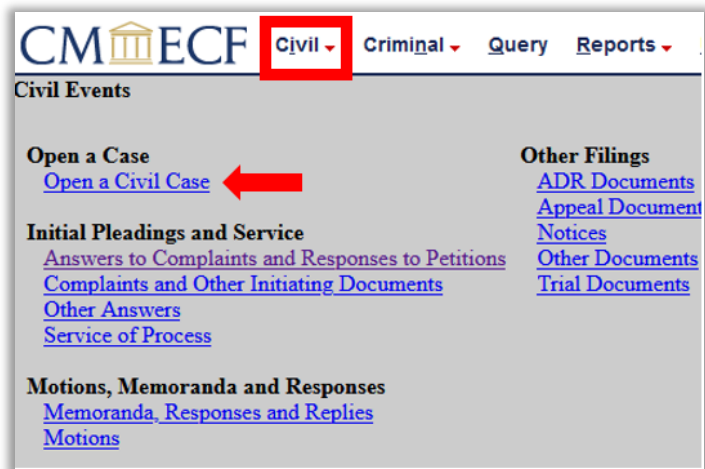 CM ECF Civil Criminal Query Reports
Civil Events
Open a Case
Open a Civil Case
Initial Pleadings and Service
Answers to Complaints and Responses to Petitions
Complaints and Other Initiating Documents
Other Answers
Service of Process
Motions, Memoranda and Responses
Memoranda, Responses and Replies
Motions
Other Filings
ADR Documents
Appeal Document
Notices
Other Documents
Trial Documents